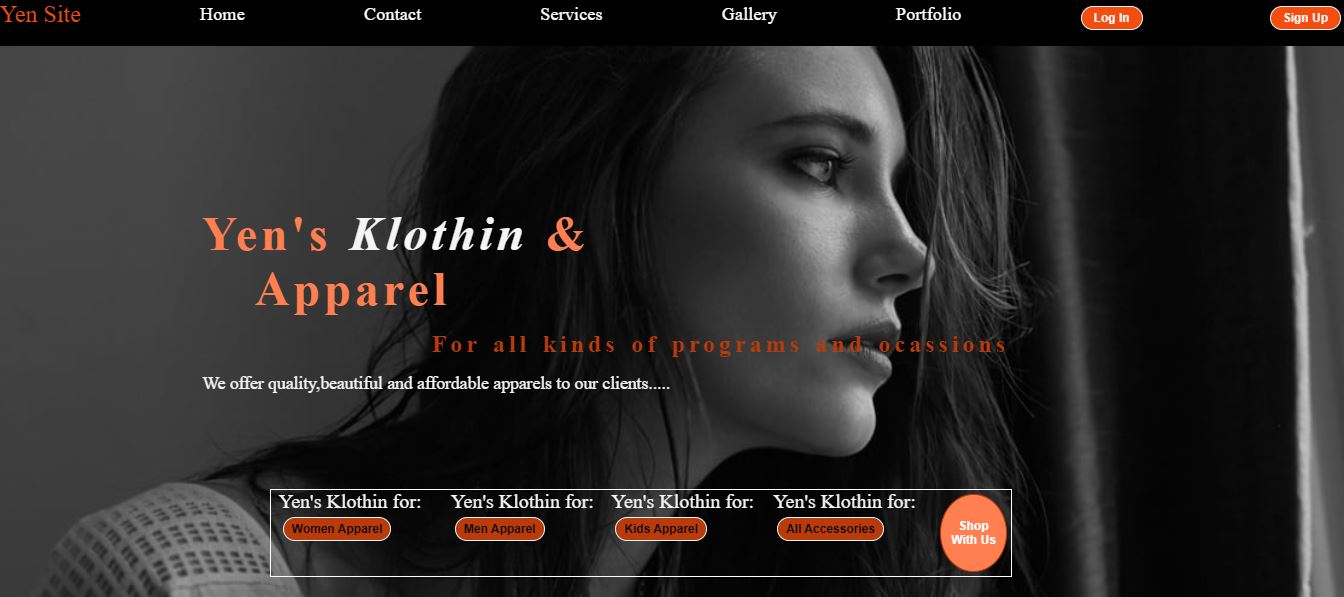 Yen Site Home Contact Services Gallery Portfolio Log In Sign Up
Yen's Klothin &
Apparel
For all kinds of programs and ocassions
We offer quality,beautiful and affordable apparels to our clients.....
Yen's Klothin for: Yen's Klothin for: Yen's Klothin for: Yen's Klothin for:
Women Apparel Men Apparel Kids Apparel All Accessories
Shop
With Us